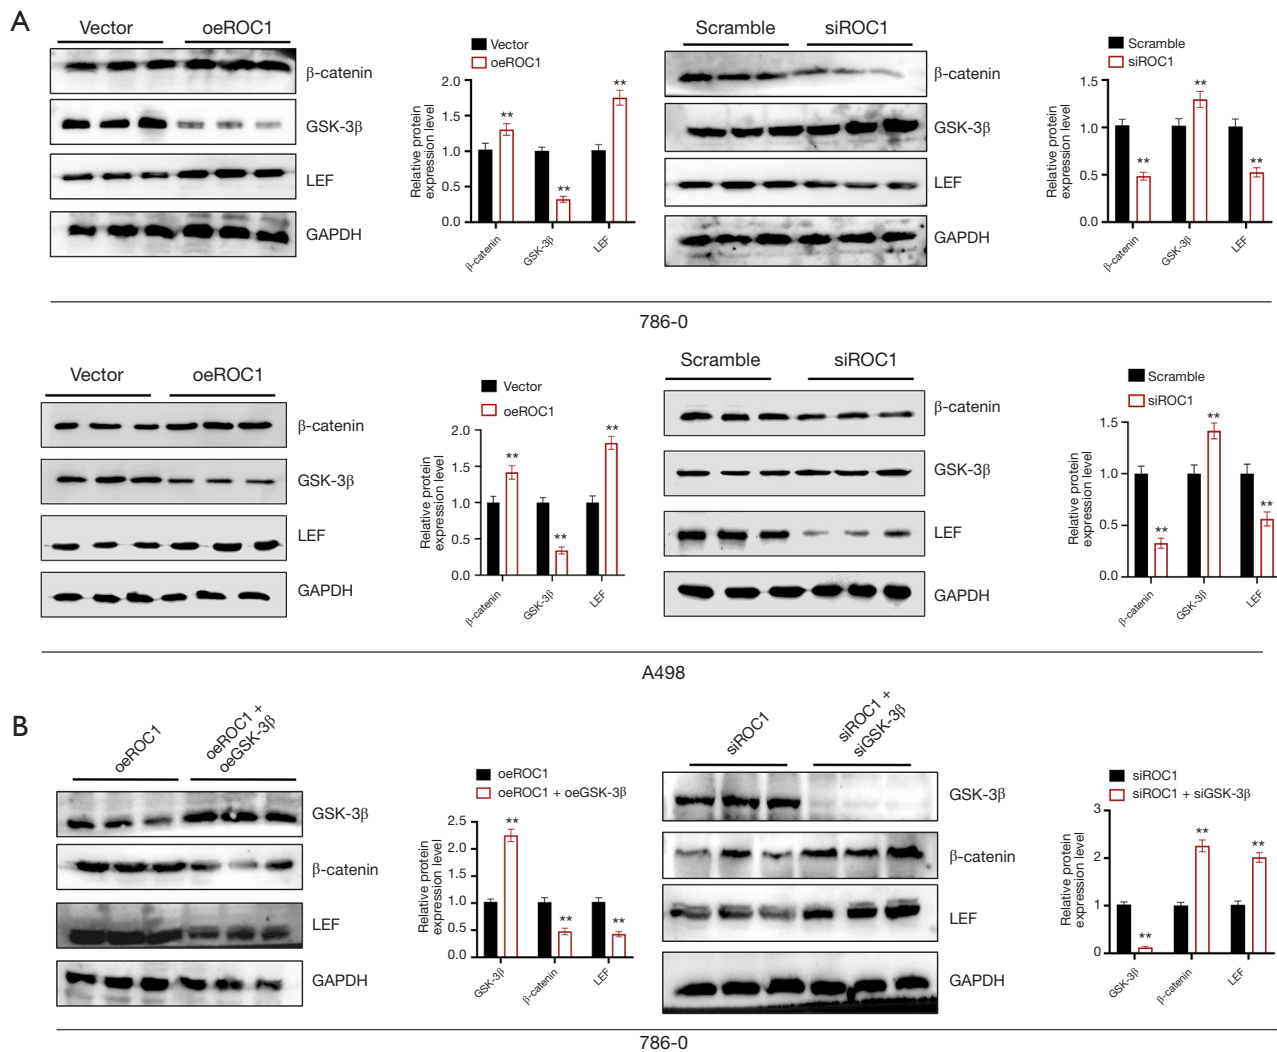 A
Vector
oeROC1
β-catenin
GSK-3β
LEF
GAPDH
Vector
oeROC1
Relative protein
expression level
2.0
1.5
1.0
0.5
0.0
**
**
**
β-catenin
GSK-3β
LEF
Scramble
siROC1
β-catenin
GSK-3β
LEF
GAPDH
Scramble
siROC1
Relative protein
expression level
1.5
1.0
0.5
0.0
**
**
**
β-catenin
GSK-3β
LEF
786-0
Vector
oeROC1
β-catenin
GSK-3β
LEF
GAPDH
Vector
oeROC1
Relative protein
expression level
2.0
1.5
1.0
0.5
0.0
**
**
**
β-catenin
GSK-3β
LEF
Scramble
siROC1
β-catenin
GSK-3β
LEF
GAPDH
Scramble
siROC1
Relative protein
expression level
1.5
1.0
0.5
0.0
**
**
**
β-catenin
GSK-3β
LEF
A498
B
oeROC1
oeROC1 +
oeGSK-3β
GSK-3β
β-catenin
LEF
GAPDH
oeROC1
oeROC1 + oeGSK-3β
Relative protein
expression level
2.5
2.0
1.5
1.0
0.5
0.0
**
**
**
GSK-3β
β-catenin
LEF
siROC1
siROC1 +
siGSK-3β
GSK-3β
β-catenin
LEF
GAPDH
siROC1
siROC1 + siGSK-3β
Relative protein
expression level
3
2
1
0
**
**
**
GSK-3β
β-catenin
LEF
786-0